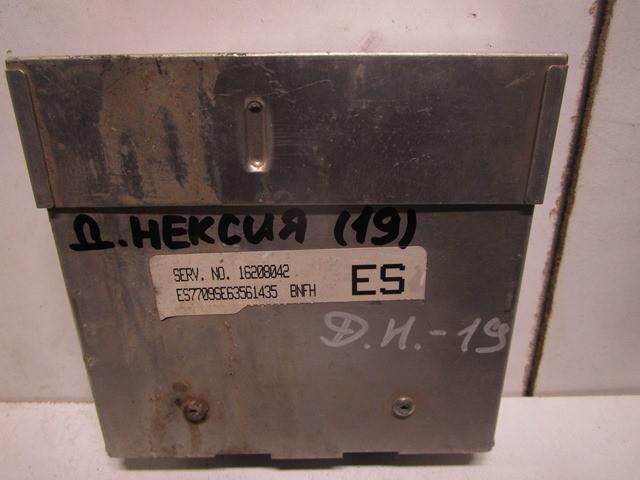 Д.НЕКСИЯ (19)
SERV. NO. 16208042
ES7709SE63561435 BNFH
ES
Д.Н.-19